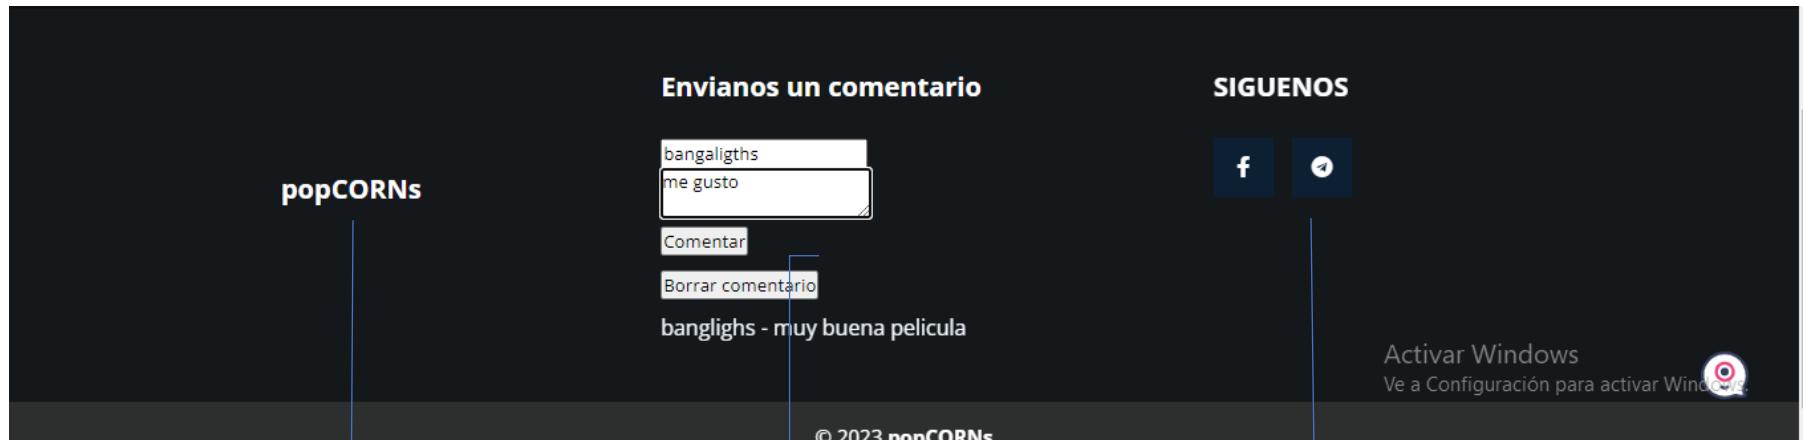 popCORNs
Envianos un comentario
bangaligths
me gusto
Comentar
Borrar comentario
banglighs - muy buena pelicula
SIGUENOS
Activar Windows
Ve a Configuración para activar Windows.
© 2023 popCORNs